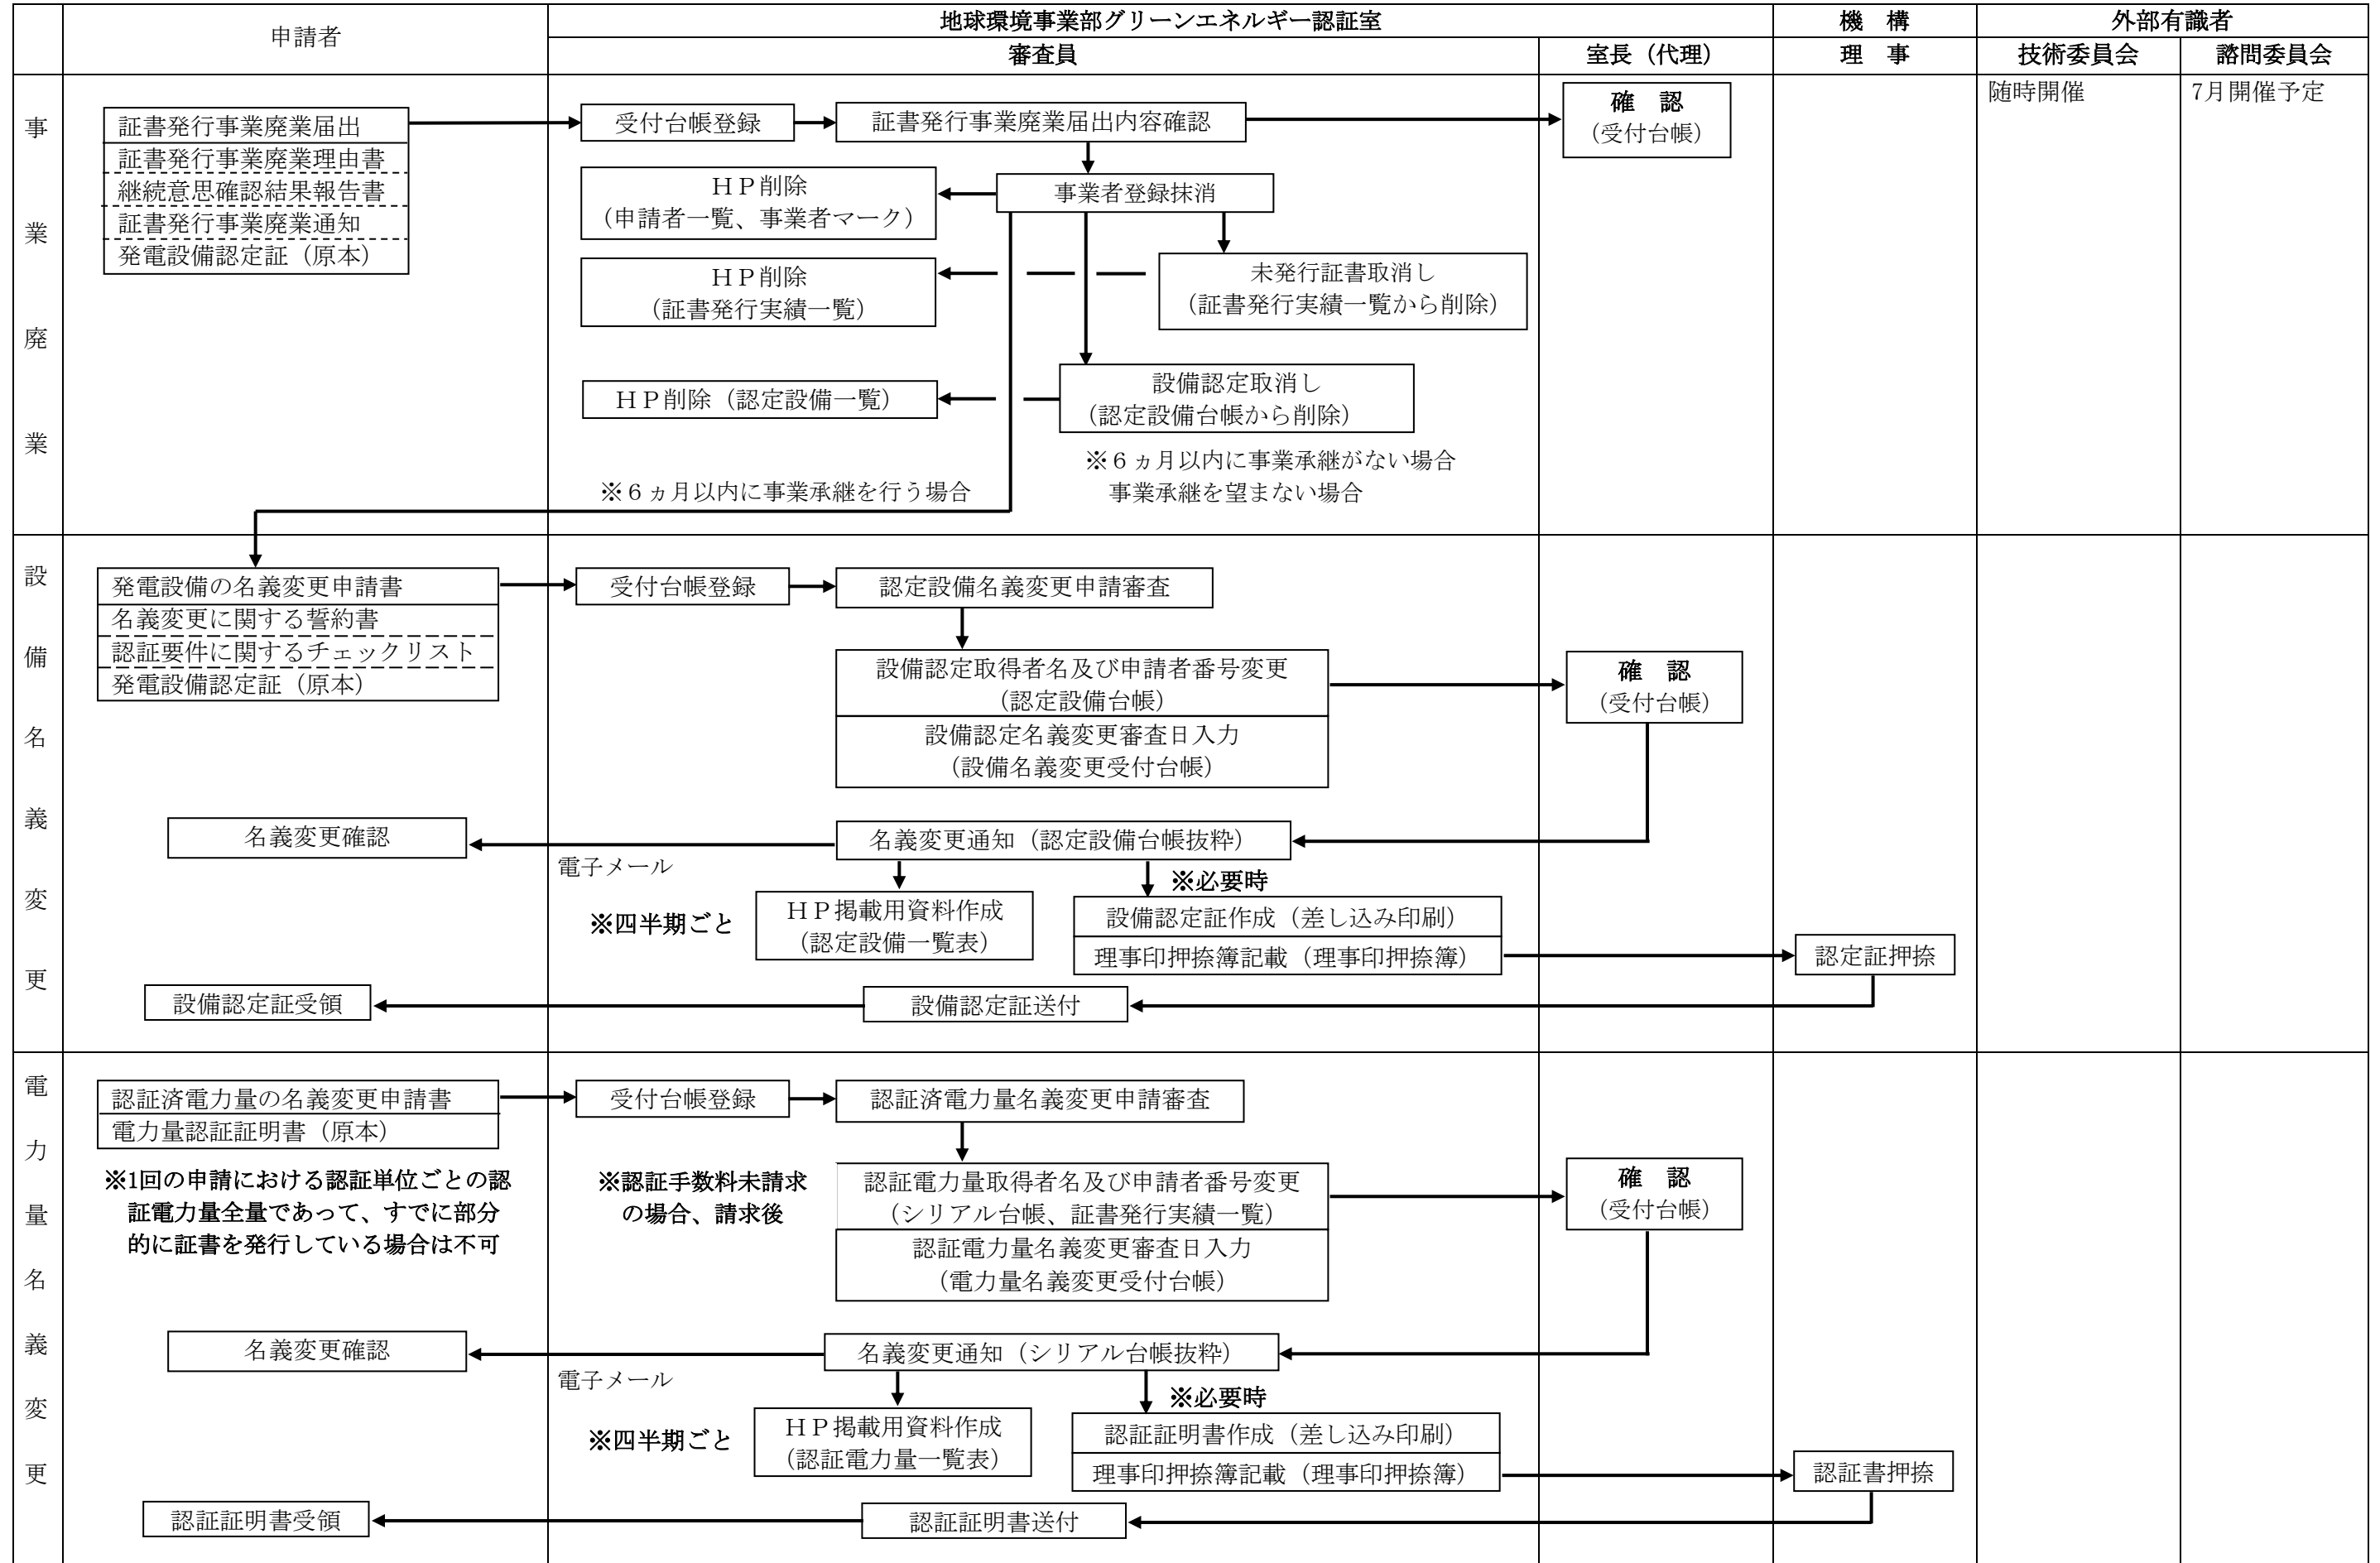 申請者
地球環境事業部グリーンエネルギー認証室
機　構
外部有識者
審査員
室長（代理）
理　事
技術委員会
諮問委員会
事業廃業
随時開催
7月開催予定
証書発行事業廃業届出
証書発行事業廃業理由書
継続意思確認結果報告書
証書発行事業廃業通知
発電設備認定証（原本）
受付台帳登録
証書発行事業廃業届出内容確認
確　認
（受付台帳）
ＨＰ削除
（申請者一覧、事業者マーク）
事業者登録抹消
ＨＰ削除
（証書発行実績一覧）
未発行証書取消し
（証書発行実績一覧から削除）
ＨＰ削除（認定設備一覧）
設備認定取消し
（認定設備台帳から削除）
※６ヵ月以内に事業承継がない場合
事業承継を望まない場合
※６ヵ月以内に事業承継を行う場合
設備名義変更
発電設備の名義変更申請書
名義変更に関する誓約書
認証要件に関するチェックリスト
発電設備認定証（原本）
受付台帳登録
認定設備名義変更申請審査
設備認定取得者名及び申請者番号変更
（認定設備台帳）
設備認定名義変更審査日入力
（設備名義変更受付台帳）
確　認
（受付台帳）
名義変更確認
電子メール
名義変更通知（認定設備台帳抜粋）
※四半期ごと
ＨＰ掲載用資料作成
（認定設備一覧表）
※必要時
設備認定証作成（差し込み印刷）
理事印押捺簿記載（理事印押捺簿）
認定証押捺
設備認定証受領
設備認定証送付
電力量名義変更
認証済電力量の名義変更申請書
電力量認証証明書（原本）
※1回の申請における認証単位ごとの認
証電力量全量であって、すでに部分
的に証書を発行している場合は不可
受付台帳登録
認証済電力量名義変更申請審査
※認証手数料未請求
の場合、請求後
認証電力量取得者名及び申請者番号変更
（シリアル台帳、証書発行実績一覧）
認証電力量名義変更審査日入力
（電力量名義変更受付台帳）
確　認
（受付台帳）
名義変更確認
電子メール
名義変更通知（シリアル台帳抜粋）
※四半期ごと
ＨＰ掲載用資料作成
（認証電力量一覧表）
※必要時
認証証明書作成（差し込み印刷）
理事印押捺簿記載（理事印押捺簿）
認証書押捺
認証証明書受領
認証証明書送付